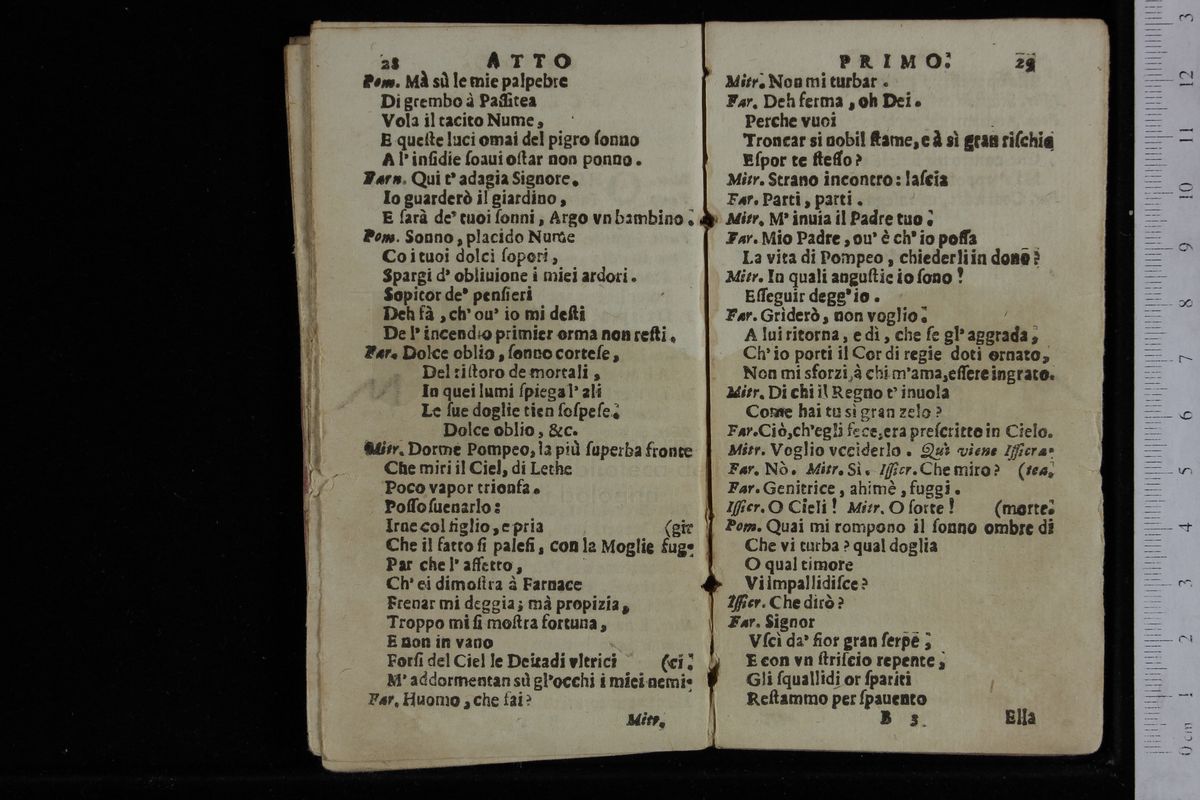 28 ATTO
Pom. Mà sù le mie palpebre
Di grembo à Paſſitea
Vola il tacito Nume,
E queſte luci omai del pigro ſonno
A l' inſidie ſoaui oſtar non ponno.
Farn. Qui t' adagia Signore.
Io guarderò il giardino,
E ſarà de' tuoi ſonni, Argo vn bambino.
Pom. Sonno, placido Nume
Co i tuoi dolci ſopori,
Spargi d' obliuione i miei ardori.
Sopitor de' penſieri
Deh fà, ch' ou' io mi deſti
De l' incendio primier orma non reſti.
Far. Dolce oblio, ſonno corteſe,
Del riſtoro de mortali,
In quei lumi ſpiega l' ali
Le ſue doglie tien ſoſpeſe.
Dolce oblio, &c.
Mitr. Dorme Pompeo, la più ſuperba fronte
Che miri il Ciel, di Lethe
Poco vapor trionfa.
Poſſo ſuenarlo:
Irne col figlio, e pria (gir
Che il fatto ſi paleſi, con la Moglie fug-
Par che l' affetto,
Ch' ei dimoſtra à Farnace
Frenar mi deggia; mà propizia,
Troppo mi ſi moſtra fortuna,
E non in vano
Forſi del Ciel le Deitadi vltrici (ci.
M' addormentan sù gl' occhi i miei nemi-
Far. Huomo, che fai?
Mitr.
PRIMO. 29
Mitr. Non mi turbar.
Far. Deh ferma, oh Dei.
Perche vuoi
Troncar si nobil ſtame, e à sì gran riſchio
Eſpor te ſteſſo?
Mitr. Strano incontro: laſcia
Far. Parti, parti.
Mitr. M' inuia il Padre tuo.
Far. Mio Padre, ou' è ch' io poſſa
La vita di Pompeo, chiederli in dono?
Mitr. In quali anguſtie io ſono!
Eſſeguir degg' io.
Far. Griderò, non voglio.
A lui ritorna, e dì, che ſe gl' aggrada,
Ch' io porti il Cor di regie doti ornato,
Non mi sforzi, à chi m'ama, eſſere ingrato.
Mitr. Di chi il Regno t' inuola
Come hai tu sì gran zelo?
Far. Ciò, ch'egli fece, era preſcritto in Cielo.
Mitr. Voglio vcciderlo. Quì viene Iſſicra-
Far. Nò. Mitr. Sì. Iſſicr. Che miro? (tea.
Far. Genitrice, ahimè, fuggi.
Iſſicr. O Cieli! Mitr. O ſorte! (morte.
Pom. Quai mi rompono il ſonno ombre di
Che vi turba? qual doglia
O qual timore
Vi impallidiſce?
Iſſicr. Che dirò?
Far. Signor
Vſcì da' fior gran ſerpe,
E con vn ſtriſcio repente,
Gli ſquallidi or ſpariti
Reſtammo per ſpauento
B 3 Ella